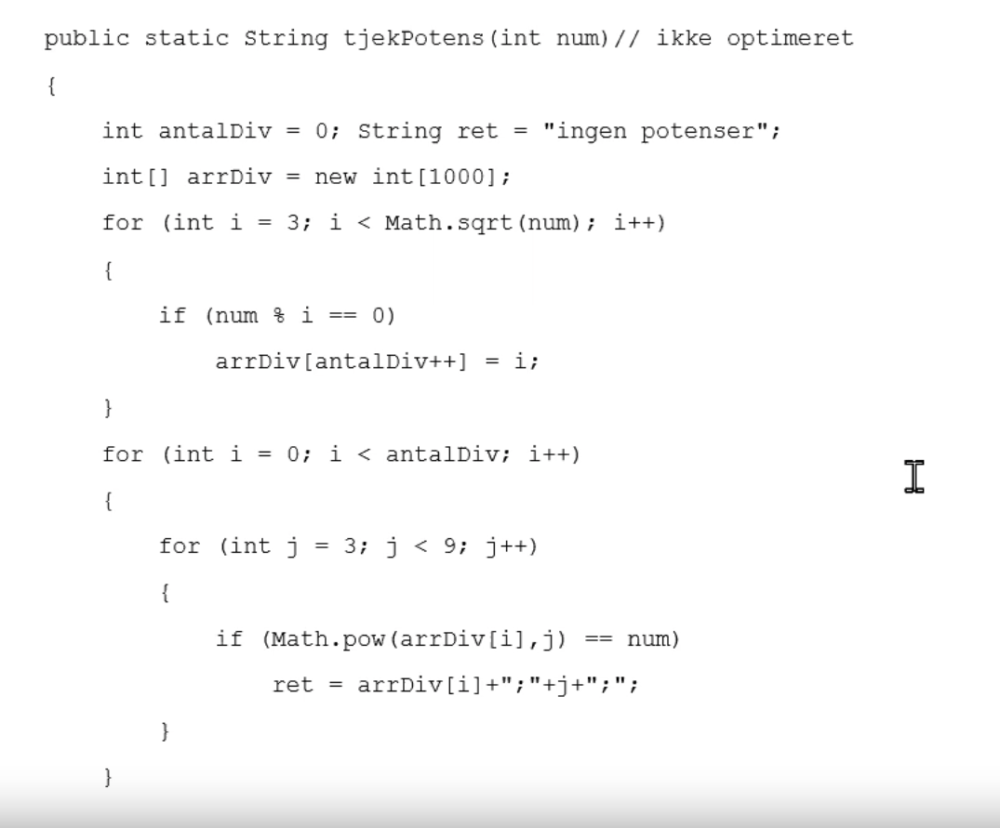 public static String tjekPotens(int num)// ikke optimeret
{
int antalDiv = 0; String ret = "ingen potenser";
int[] arrDiv = new int[1000];
for (int i = 3; i < Math.sqrt(num); i++)
{
if (num % i == 0)
arrDiv[antalDiv++] = i;
}
for (int i = 0; i < antalDiv; i++)
{
for (int j = 3; j < 9; j++)
{
if (Math.pow(arrDiv[i],j) == num)
ret = arrDiv[i]+";"+j+";";
}
}